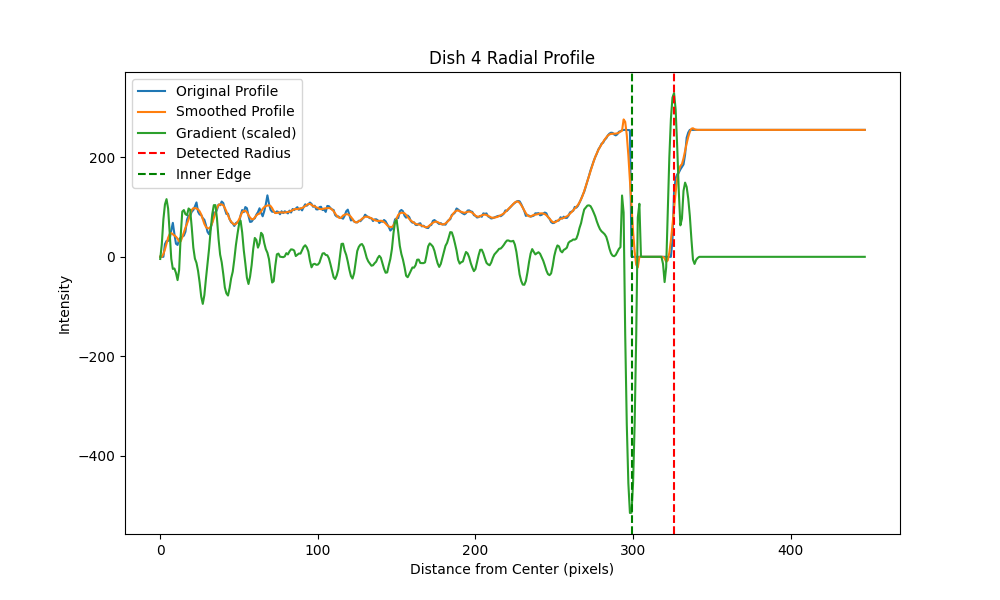 Dish 4 Radial Profile
Original Profile
Smoothed Profile
Gradient (scaled)
Detected Radius
Inner Edge
200
0
−200
−400
Intensity
0 100 200 300 400
Distance from Center (pixels)